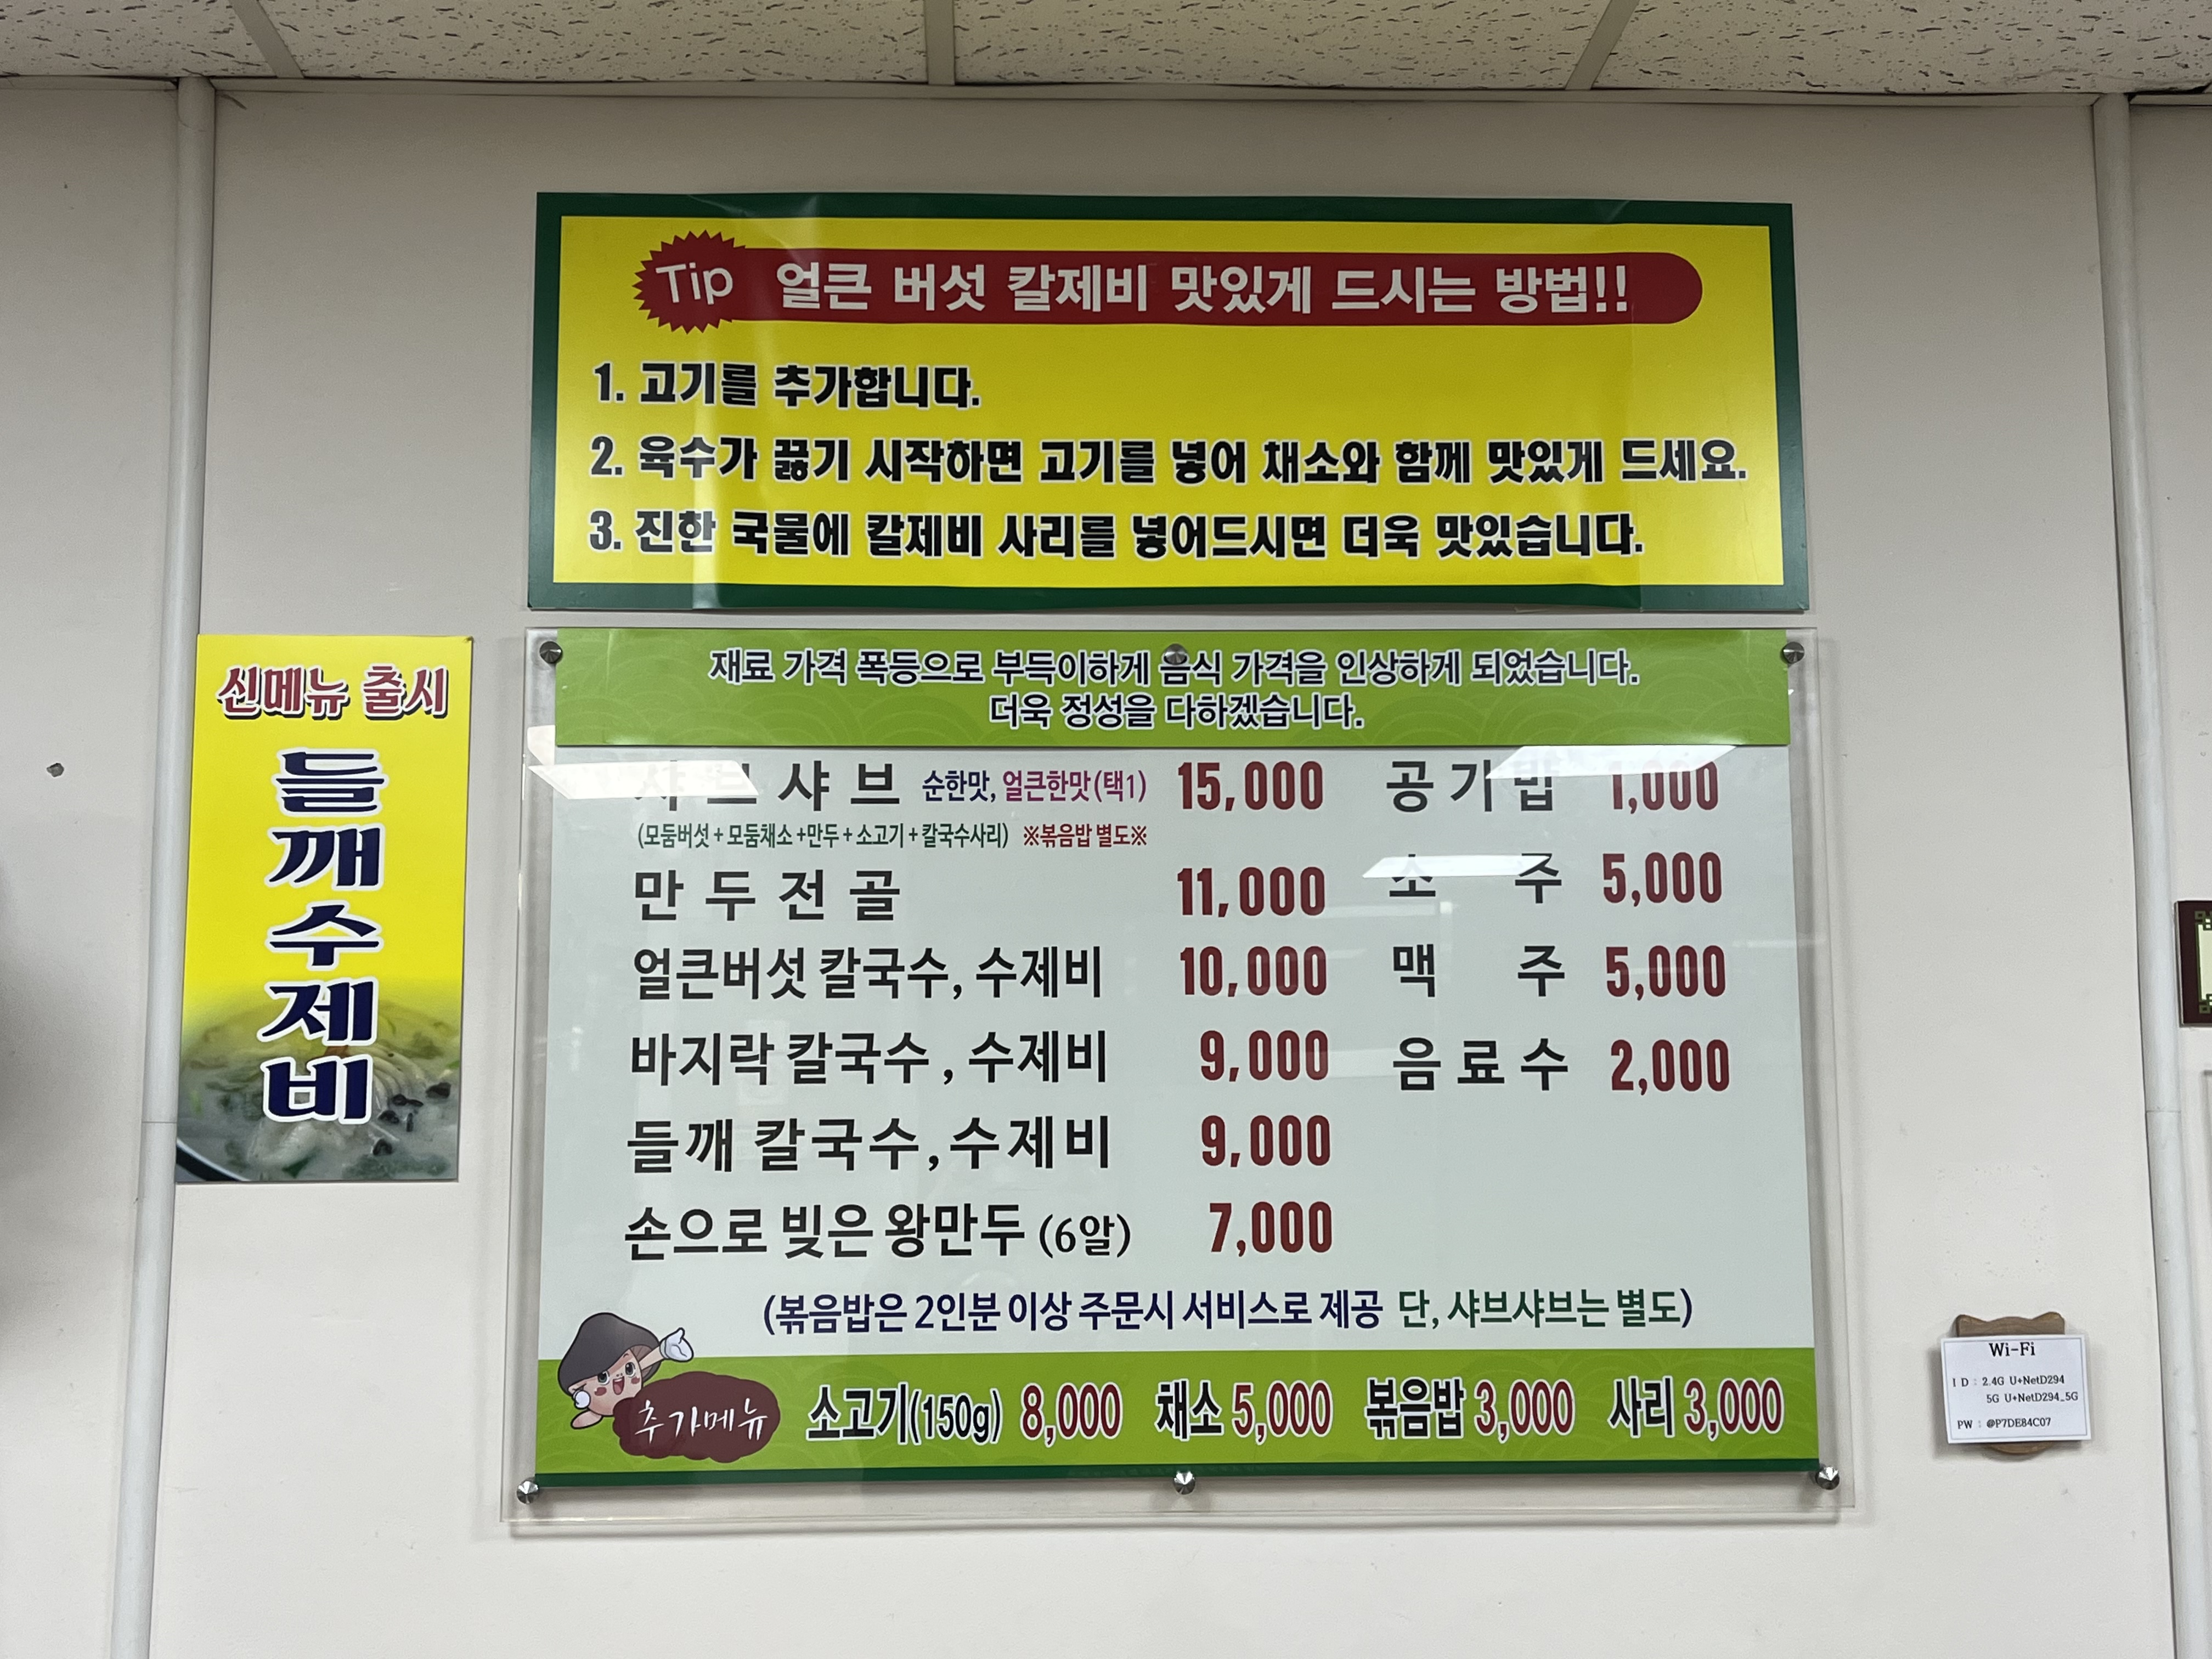 Tip 얼큰 버섯 칼제비 맛있게 드시는 방법!!
1. 고기를 추가합니다.
2. 육수가 끓기 시작하면 고기를 넣어 채소와 함께 맛있게 드세요.
3. 진한 국물에 칼제비 사리를 넣어드시면 더욱 맛있습니다.
신메뉴 출시
들깨수제비
재료 가격 폭등으로 부득이하게 음식 가격을 인상하게 되었습니다.
더욱 정성을 다하겠습니다.
샤브샤브 순한맛, 얼큰한맛(택1) 15,000
(모둠버섯 + 모둠채소 +만두 + 소고기 + 칼국수사리) ※볶음밥 별도※
만두전골 11,000
얼큰버섯 칼국수, 수제비 10,000
바지락 칼국수, 수제비 9,000
들깨 칼국수, 수제비 9,000
손으로 빚은 왕만두 (6알) 7,000
공기밥 1,000
소주 5,000
맥주 5,000
음료수 2,000
(볶음밥은 2인분 이상 주문시 서비스로 제공 단, 샤브샤브는 별도)
추가메뉴 소고기(150g) 8,000 채소 5,000 볶음밥 3,000 사리 3,000
Wi-Fi
ID : 2.4G U+NetD294
5G U+NetD294_5G
PW : @P7DE84C07